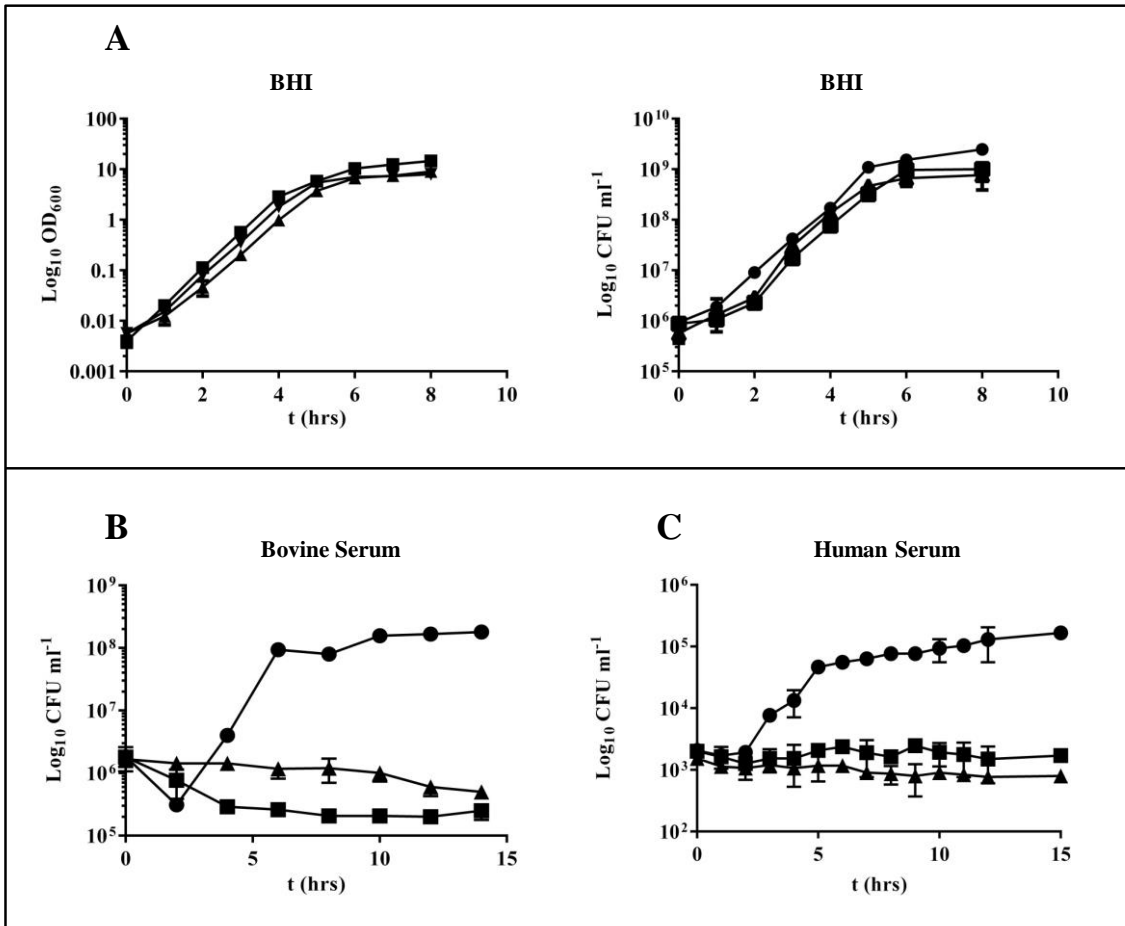 A
BHI
Log10 OD600
100
10
1
0.1
0.01
0.001
0 2 4 6 8 10
t (hrs)
BHI
Log10 CFU ml-1
10^10
10^9
10^8
10^7
10^6
10^5
0 2 4 6 8 10
t (hrs)
B
Bovine Serum
Log10 CFU ml-1
10^9
10^8
10^7
10^6
10^5
0 5 10 15
t (hrs)
C
Human Serum
Log10 CFU ml-1
10^6
10^5
10^4
10^3
10^2
0 5 10 15
t (hrs)